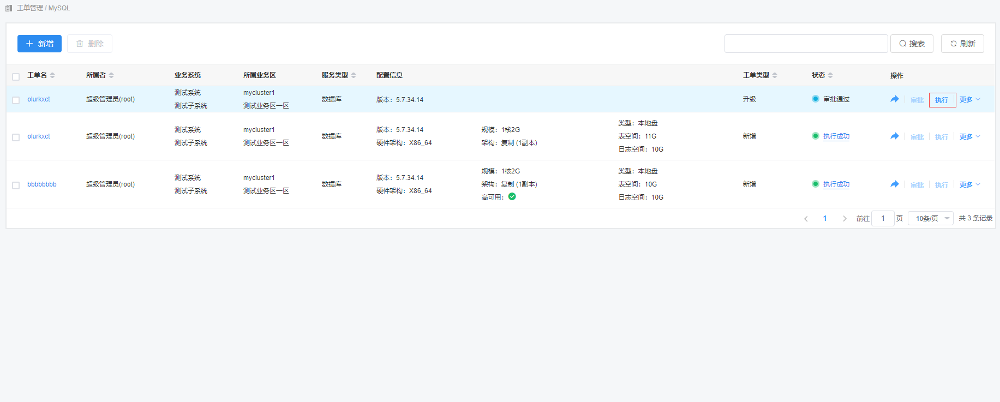 工单管理 / MySQL
新增 删除 搜索 刷新
工单名 所属者 业务系统 所属业务区 服务类型 配置信息 工单类型 状态 操作
olurkxct 超级管理员(root) 测试系统 测试子系统 mycluster1 测试业务区一区 数据库 版本：5.7.34.14 升级 审批通过 审批 执行 更多
olurkxct 超级管理员(root) 测试系统 测试子系统 mycluster1 测试业务区一区 数据库 版本：5.7.34.14 硬件架构：X86_64 规模：1核2G 架构：复制 (1副本) 类型：本地盘 表空间：11G 日志空间：10G 新增 执行成功 审批 执行 更多
bbbbbbbb 超级管理员(root) 测试系统 测试子系统 mycluster1 测试业务区一区 数据库 版本：5.7.34.14 硬件架构：X86_64 规模：1核2G 架构：复制 (1副本) 高可用： 类型：本地盘 表空间：10G 日志空间：10G 新增 执行成功 审批 执行 更多
1 前往 1 页 10条/页 共 3 条记录